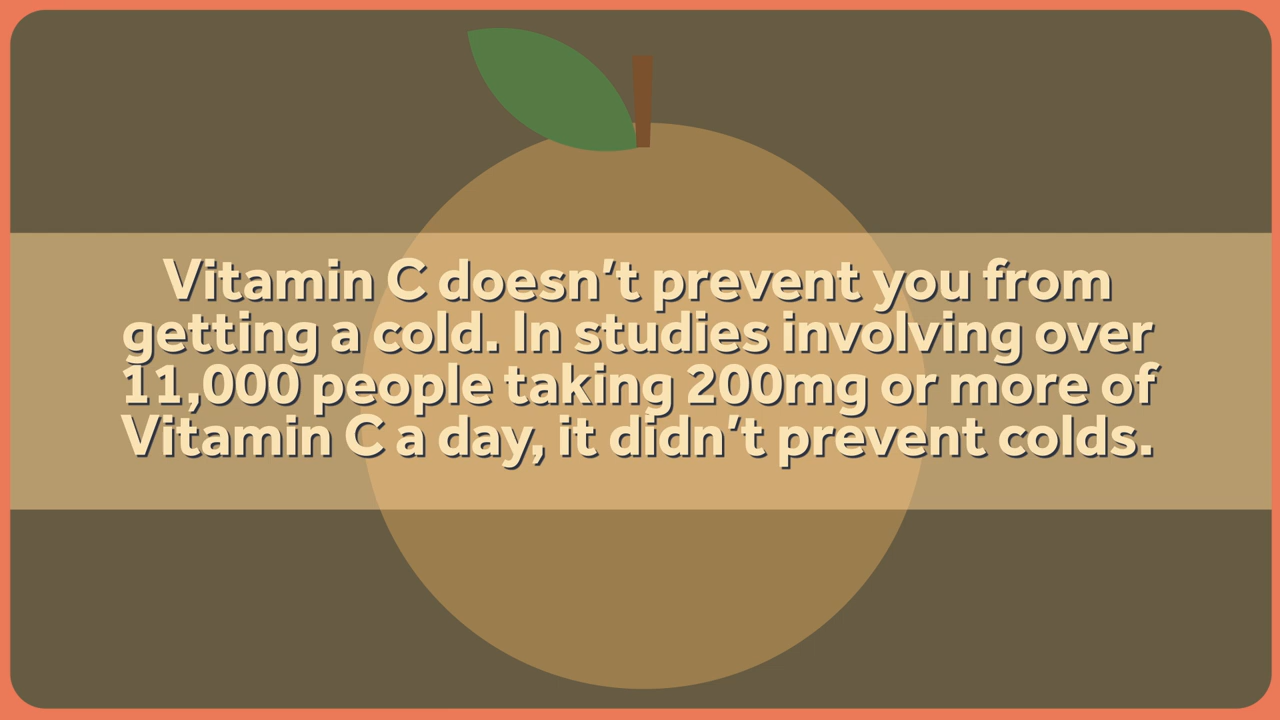 Vitamin C doesn't prevent you from
getting a cold. In studies involving over
11,000 people taking 200mg or more of
Vitamin C a day, it didn't prevent colds.